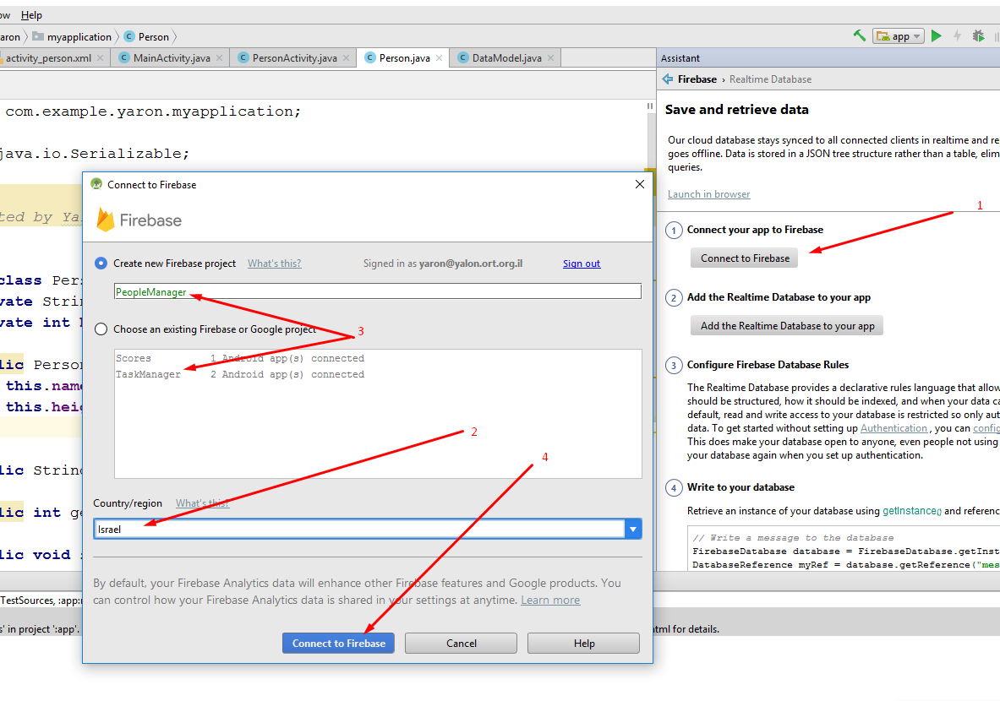 ow Help
aron myapplication Person
app
activity_person.xml MainActivity.java PersonActivity.java Person.java DataModel.java
com.example.yaron.myapplication;
java.io.Serializable;
ted by Ya
class Per
vate Strin
vate int
lic Person
this.name
this.heig
lic String
lic int ge
lic void
TestSources, :app:
s' in project ':app'.
html for details.
Connect to Firebase
Firebase
Create new Firebase project What's this? Signed in as yaron@yalon.ort.org.il Sign out
PeopleManager
Choose an existing Firebase or Google project
3
Scores 1 Android app(s) connected
TaskManager 2 Android app(s) connected
2
4
Country/region What's this?
Israel
By default, your Firebase Analytics data will enhance other Firebase features and Google products. You
can control how your Firebase Analytics data is shared in your settings at anytime. Learn more
Connect to Firebase Cancel Help
Assistant
Firebase › Realtime Database
Save and retrieve data
Our cloud database stays synced to all connected clients in realtime and re
goes offline. Data is stored in a JSON tree structure rather than a table, elim
queries.
Launch in browser
1
1 Connect your app to Firebase
Connect to Firebase
2 Add the Realtime Database to your app
Add the Realtime Database to your app
3 Configure Firebase Database Rules
The Realtime Database provides a declarative rules language that allow
should be structured, how it should be indexed, and when your data ca
default, read and write access to your database is restricted so only aut
data. To get started without setting up Authentication , you can config
This does make your database open to anyone, even people not using
your database again when you set up authentication.
4 Write to your database
Retrieve an instance of your database using getInstance() and referenc
// Write a message to the database
FirebaseDatabase database = FirebaseDatabase.getInst
DatabaseReference myRef = database.getReference("mes